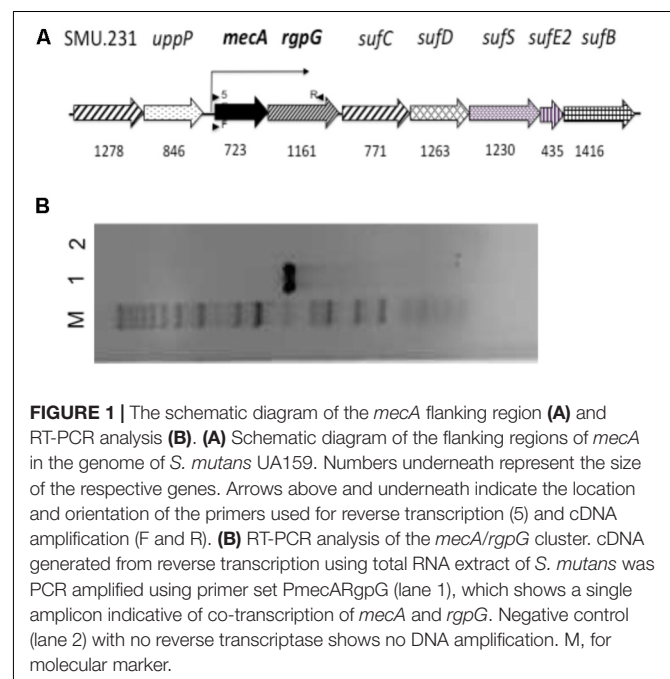 A SMU.231 uppP mecA rgpG sufC sufD sufS sufE2 sufB
5 R
F
1278 846 723 1161 771 1263 1230 435 1416
B
M 1 2
FIGURE 1 | The schematic diagram of the mecA flanking region (A) and
RT-PCR analysis (B). (A) Schematic diagram of the flanking regions of mecA
in the genome of S. mutans UA159. Numbers underneath represent the size
of the respective genes. Arrows above and underneath indicate the location
and orientation of the primers used for reverse transcription (5) and cDNA
amplification (F and R). (B) RT-PCR analysis of the mecA/rgpG cluster. cDNA
generated from reverse transcription using total RNA extract of S. mutans was
PCR amplified using primer set PmecARgpG (lane 1), which shows a single
amplicon indicative of co-transcription of mecA and rgpG. Negative control
(lane 2) with no reverse transcriptase shows no DNA amplification. M, for
molecular marker.